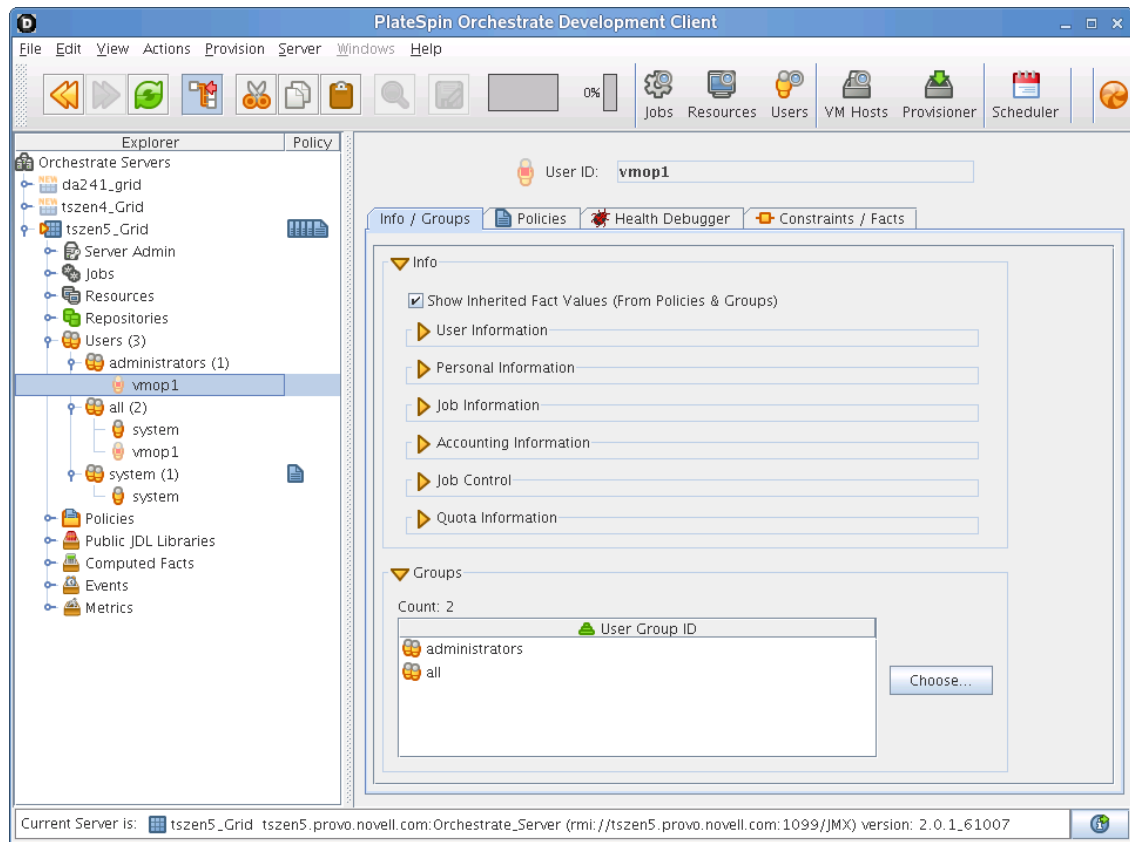 PlateSpin Orchestrate Development Client
File Edit View Actions Provision Server Windows Help
0%
Jobs Resources Users VM Hosts Provisioner Scheduler
Explorer Policy
Orchestrate Servers
NEW da241_grid
NEW tszen4_Grid
tszen5_Grid
Server Admin
Jobs
Resources
Repositories
Users (3)
administrators (1)
vmop1
all (2)
system
vmop1
system (1)
system
Policies
Public JDL Libraries
Computed Facts
Events
Metrics
User ID: vmop1
Info / Groups Policies Health Debugger Constraints / Facts
Info
Show Inherited Fact Values (From Policies & Groups)
User Information
Personal Information
Job Information
Accounting Information
Job Control
Quota Information
Groups
Count: 2
User Group ID
administrators
all
Choose...
Current Server is: tszen5_Grid tszen5.provo.novell.com:Orchestrate_Server (rmi://tszen5.provo.novell.com:1099/JMX) version: 2.0.1_61007